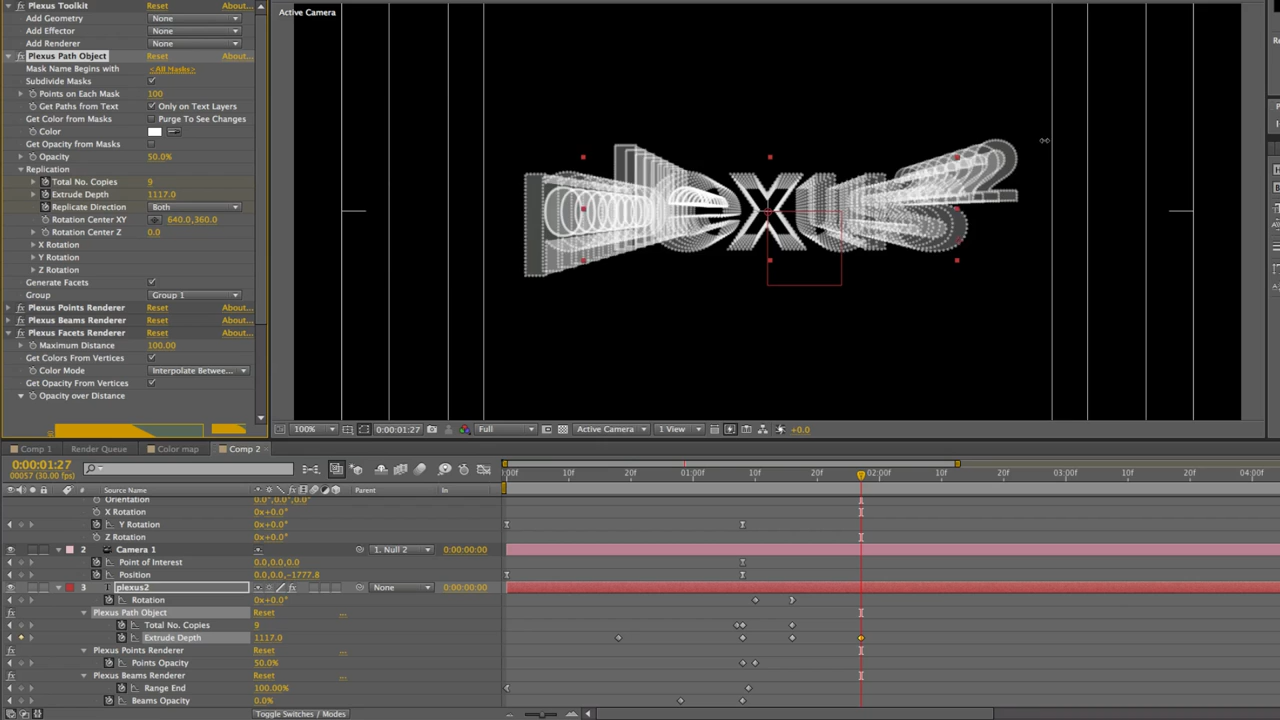 Plexus Toolkit Reset About...
Add Geometry None
Add Effector None
Add Renderer None
Plexus Path Object Reset About...
Mask Name Begins with <All Masks>
Subdivide Masks
Points on Each Mask 100
Get Paths from Text Only on Text Layers
Get Color from Masks Purge To See Changes
Color
Get Opacity from Masks
Opacity 50.0%
Replication
Total No. Copies 9
Extrude Depth 1117.0
Replicate Direction Both
Rotation Center XY 640.0,360.0
Rotation Center Z 0.0
X Rotation
Y Rotation
Z Rotation
Generate Facets
Group Group 1
Plexus Points Renderer Reset About...
Plexus Beams Renderer Reset About...
Plexus Facets Renderer Reset About...
Maximum Distance 100.00
Get Colors From Vertices
Color Mode Interpolate Betwee...
Get Opacity From Vertices
Opacity over Distance
Active Camera
100% 0:00:01:27 Full Active Camera 1 View +0.0
Comp 1 Render Queue Color map Comp 2
0:00:01:27
00057 (30.00 fps)
:00f 10f 20f 01:00f 10f 20f 02:00f 10f 20f 03:00f 10f 20f 04:00f
# Source Name Parent In
Orientation 0.0°,0.0°,0.0°
X Rotation 0x+0.0°
Y Rotation 0x+0.0°
Z Rotation 0x+0.0°
2 Camera 1 1. Null 2 0:00:00:00
Point of Interest 0.0,0.0,0.0
Position 0.0,0.0,-1777.8
3 T plexus2 None 0:00:00:00
Rotation 0x+0.0°
Plexus Path Object Reset ...
Total No. Copies 9
Extrude Depth 1117.0
Plexus Points Renderer Reset ...
Points Opacity 50.0%
Plexus Beams Renderer Reset ...
Range End 100.00%
Beams Opacity 0.0%
Toggle Switches / Modes